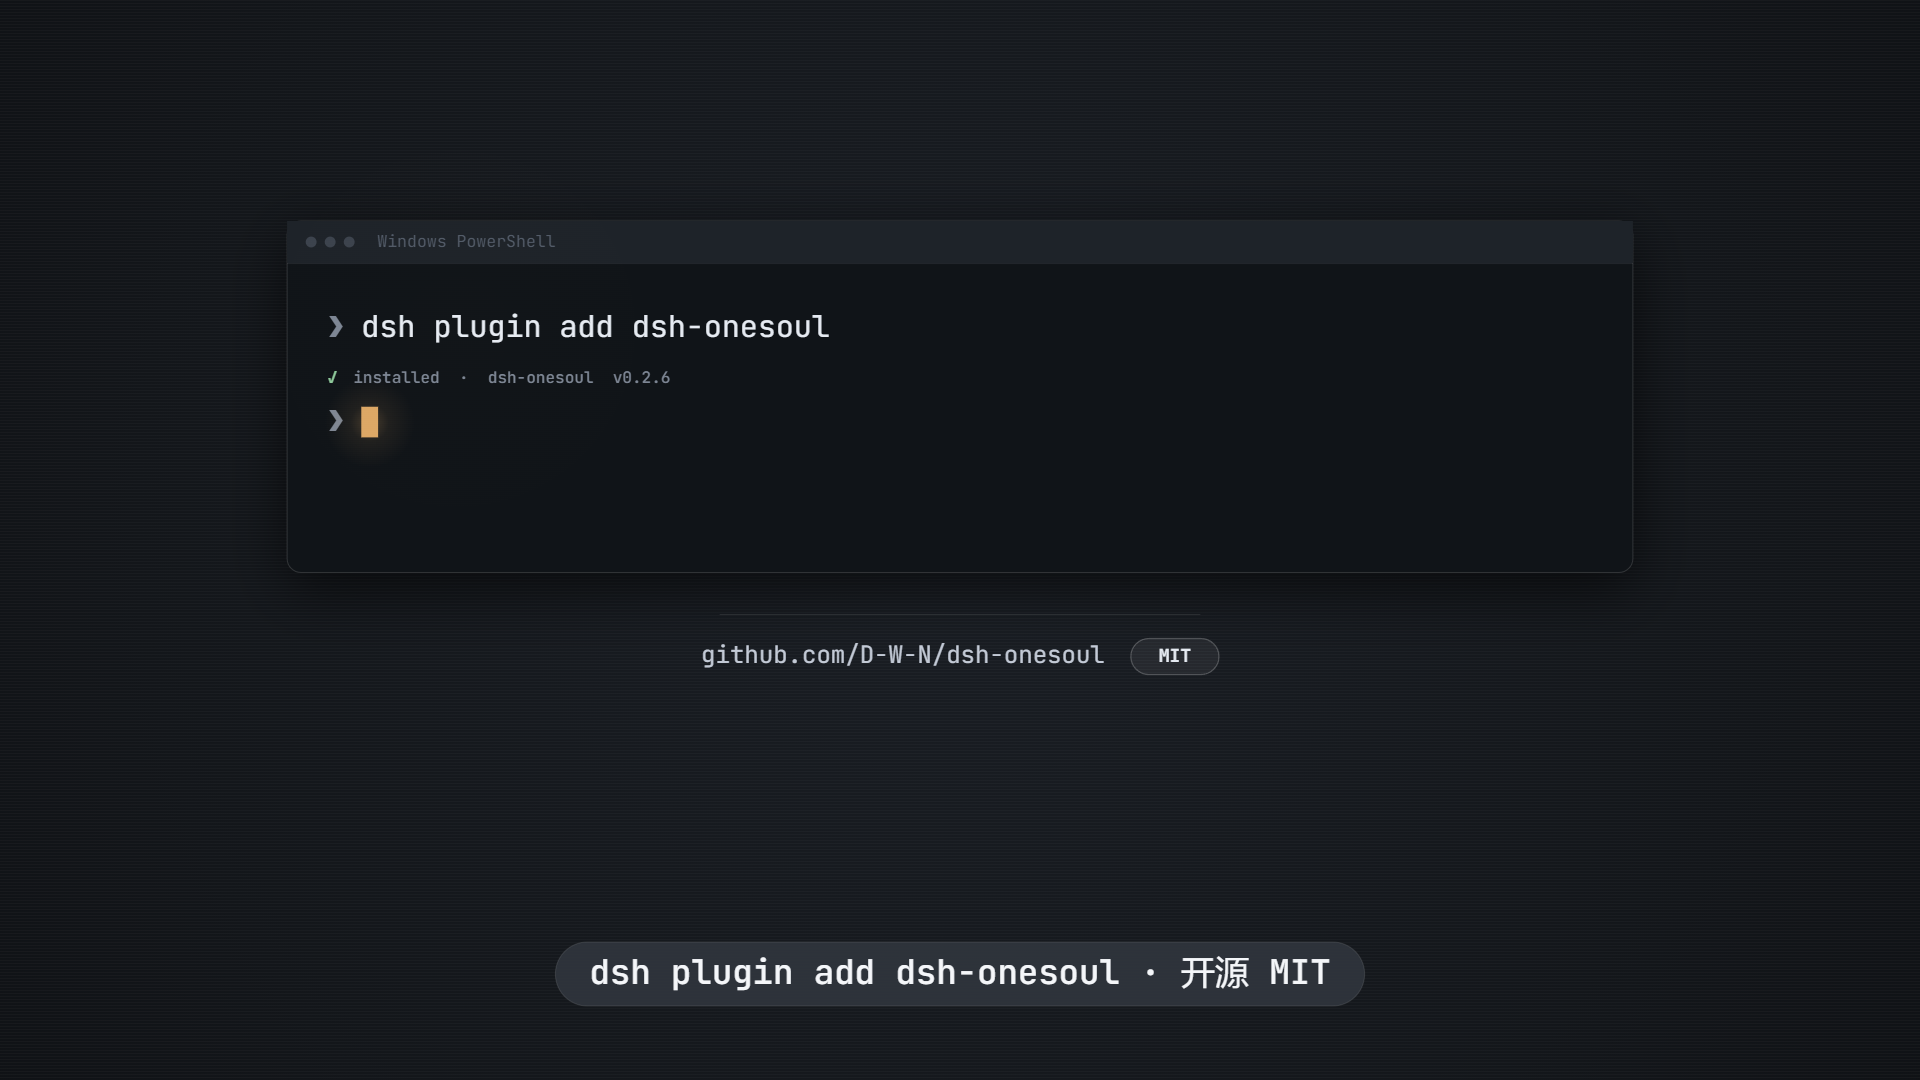 Windows PowerShell
❯ dsh plugin add dsh-onesoul
✓ installed · dsh-onesoul v0.2.6
❯
github.com/D-W-N/dsh-onesoul MIT
dsh plugin add dsh-onesoul · 开源 MIT